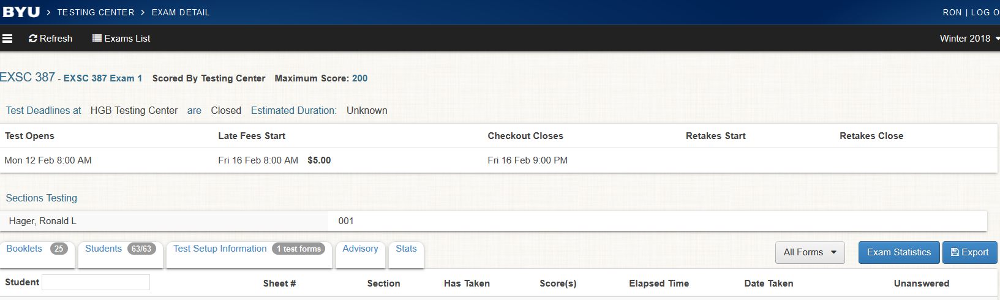 BYU > TESTING CENTER > EXAM DETAIL RON | LOG O
Refresh Exams List Winter 2018
EXSC 387 - EXSC 387 Exam 1 Scored By Testing Center Maximum Score: 200
Test Deadlines at HGB Testing Center are Closed Estimated Duration: Unknown
Test Opens Late Fees Start Checkout Closes Retakes Start Retakes Close
Mon 12 Feb 8:00 AM Fri 16 Feb 8:00 AM $5.00 Fri 16 Feb 9:00 PM
Sections Testing
Hager, Ronald L 001
Booklets 25 Students 63/63 Test Setup Information 1 test forms Advisory Stats All Forms Exam Statistics Export
Student Sheet # Section Has Taken Score(s) Elapsed Time Date Taken Unanswered